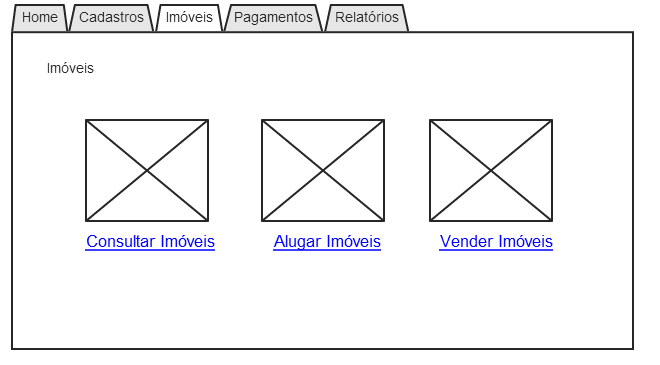 Home Cadastros Imóveis Pagamentos Relatórios
Imóveis
Consultar Imóveis Alugar Imóveis Vender Imóveis